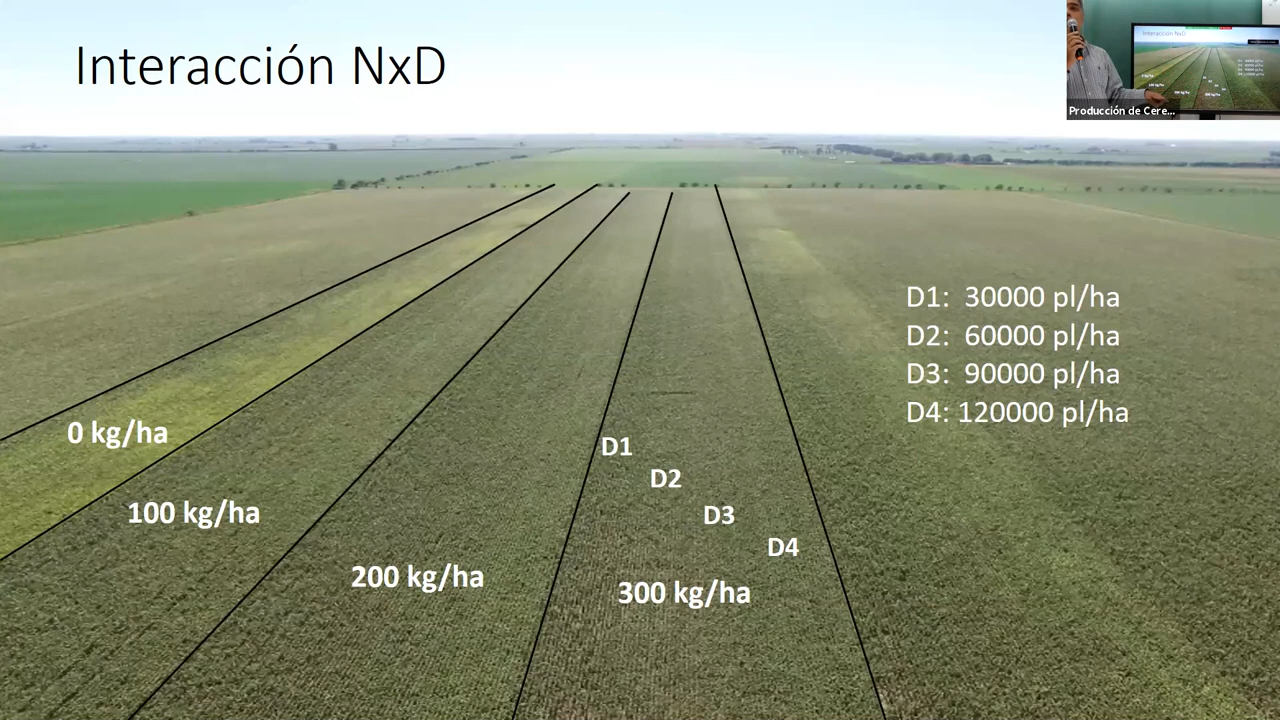 Interacción NxD
Producción de Cere...
D1: 30000 pl/ha
D2: 60000 pl/ha
D3: 90000 pl/ha
D4: 120000 pl/ha
0 kg/ha
100 kg/ha
200 kg/ha
300 kg/ha
D1
D2
D3
D4